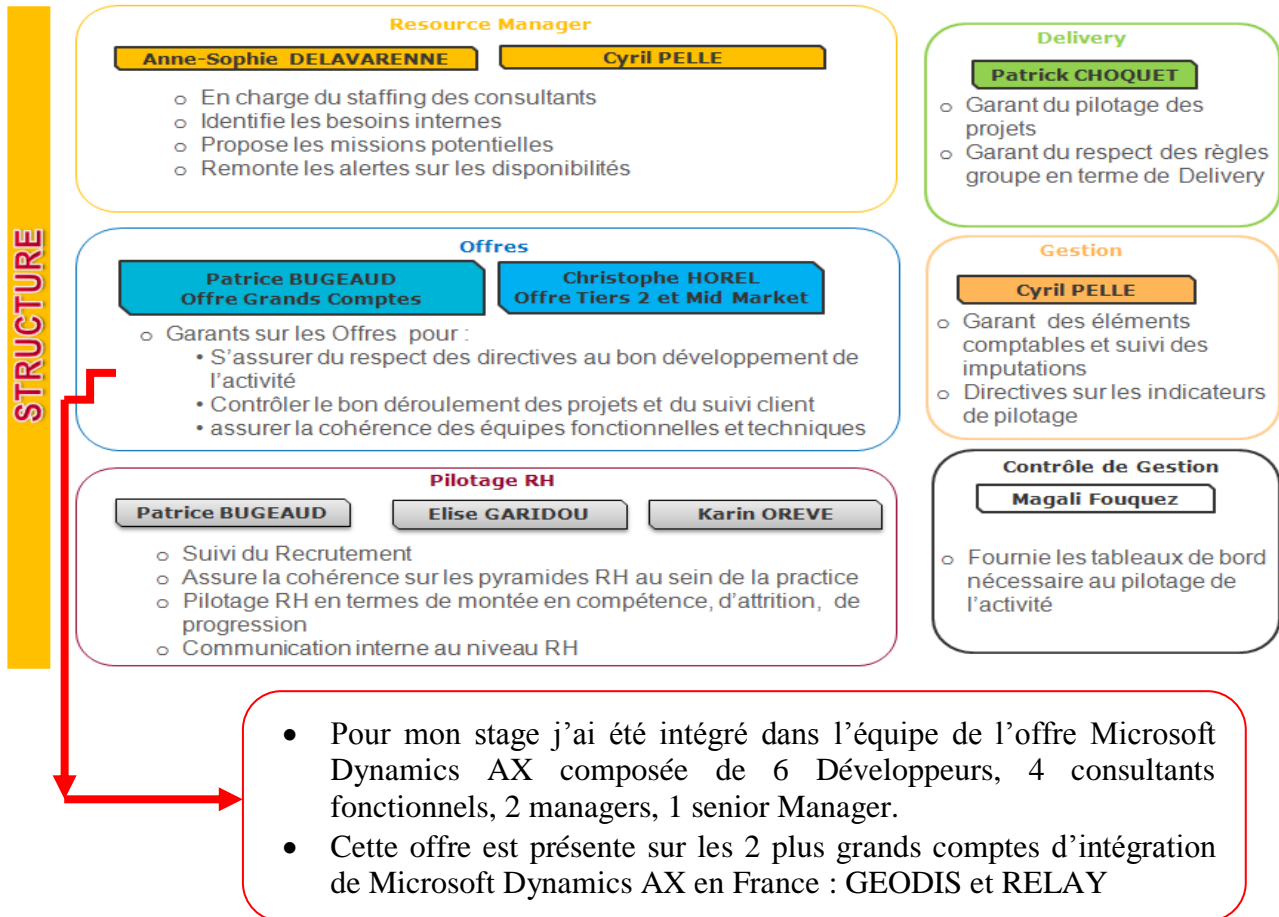 STRUCTURE
Resource Manager
Anne-Sophie DELAVARENNE
Cyril PELLE
o En charge du staffing des consultants
o Identifie les besoins internes
o Propose les missions potentielles
o Remonte les alertes sur les disponibilités
Delivery
Patrick CHOQUET
o Garant du pilotage des
projets
o Garant du respect des règles
groupe en terme de Delivery
Offres
Patrice BUGEAUD
Offre Grands Comptes
Christophe HOREL
Offre Tiers 2 et Mid Market
o Garants sur les Offres pour :
• S’assurer du respect des directives au bon développement de
l’activité
• Contrôler le bon déroulement des projets et du suivi client
• assurer la cohérence des équipes fonctionnelles et techniques
Gestion
Cyril PELLE
o Garant des éléments
comptables et suivi des
imputations
o Directives sur les indicateurs
de pilotage
Pilotage RH
Patrice BUGEAUD
Elise GARIDOU
Karin OREVE
o Suivi du Recrutement
o Assure la cohérence sur les pyramides RH au sein de la practice
o Pilotage RH en termes de montée en compétence, d’attrition, de
progression
o Communication interne au niveau RH
Contrôle de Gestion
Magali Fouquez
o Fournie les tableaux de bord
nécessaire au pilotage de
l’activité
• Pour mon stage j’ai été intégré dans l’équipe de l’offre Microsoft
Dynamics AX composée de 6 Développeurs, 4 consultants
fonctionnels, 2 managers, 1 senior Manager.
• Cette offre est présente sur les 2 plus grands comptes d’intégration
de Microsoft Dynamics AX en France : GEODIS et RELAY